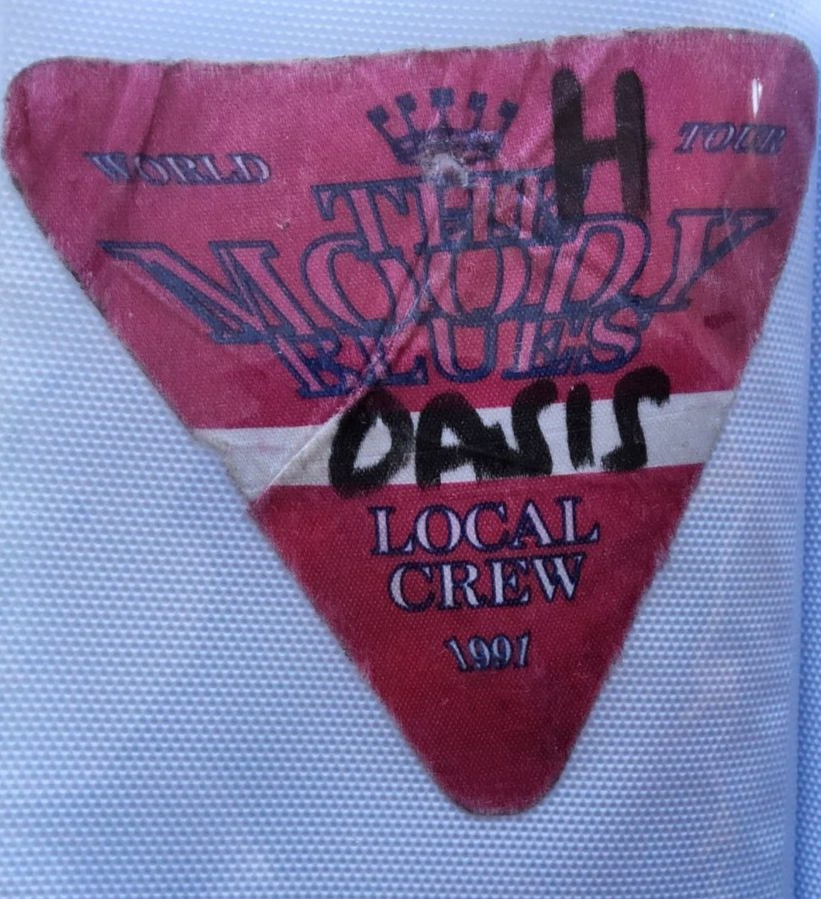 H
WORLD TOUR
THE
MOODY
BLUES
OASIS
LOCAL
CREW
1991